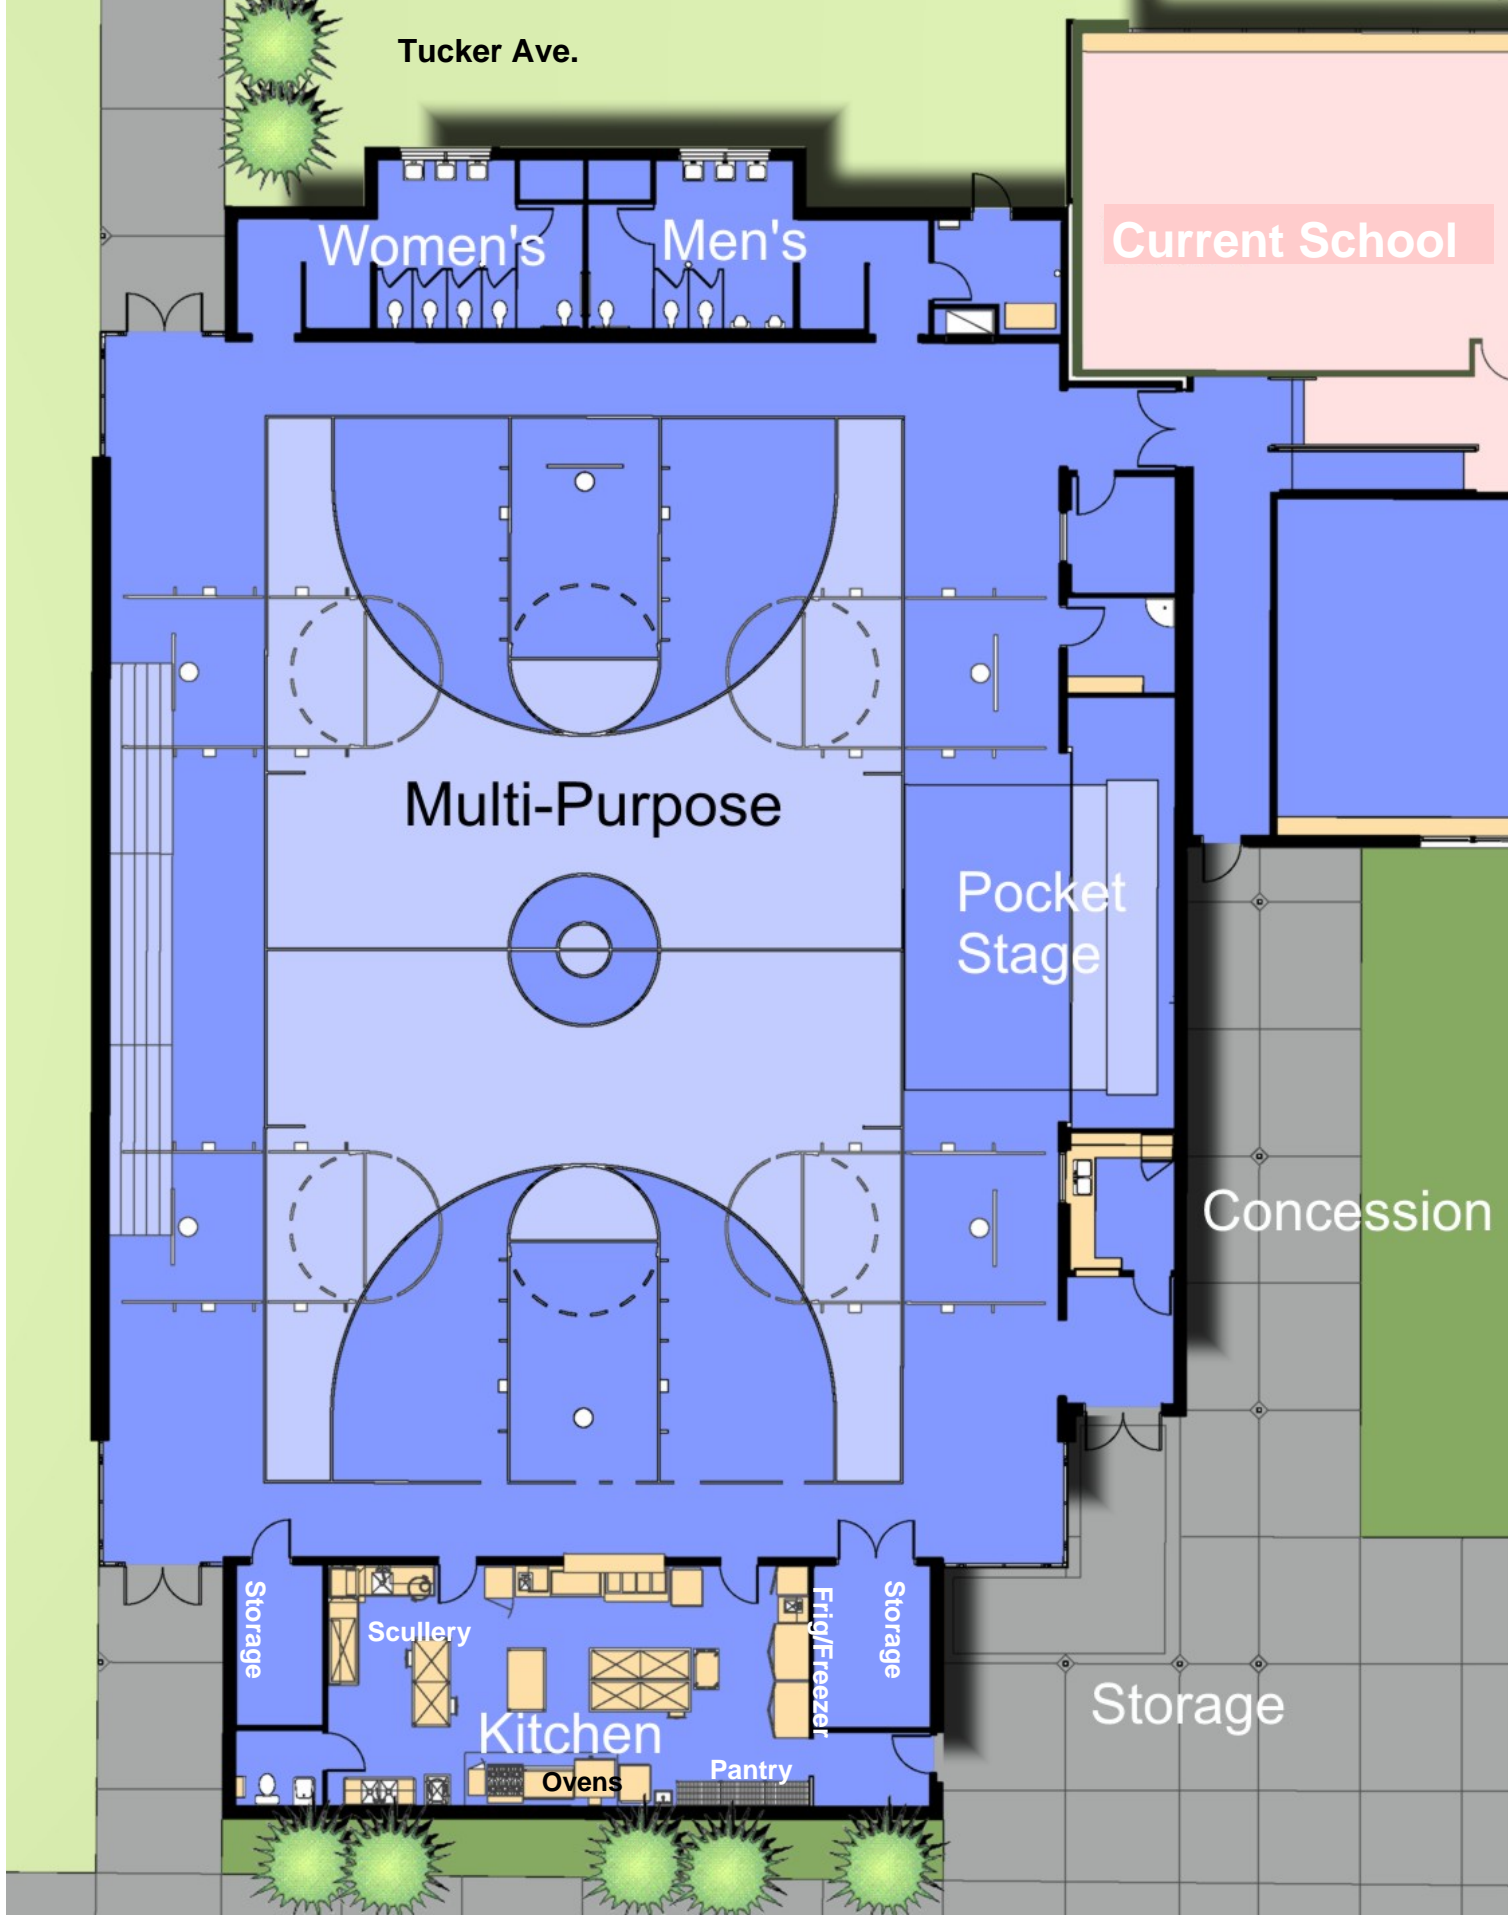 Tucker Ave.
Women's
Men's
Current School
Multi-Purpose
Pocket
Stage
Concession
Storage
Scullery
Frig/Freezer
Storage
Storage
Kitchen
Pantry
Ovens